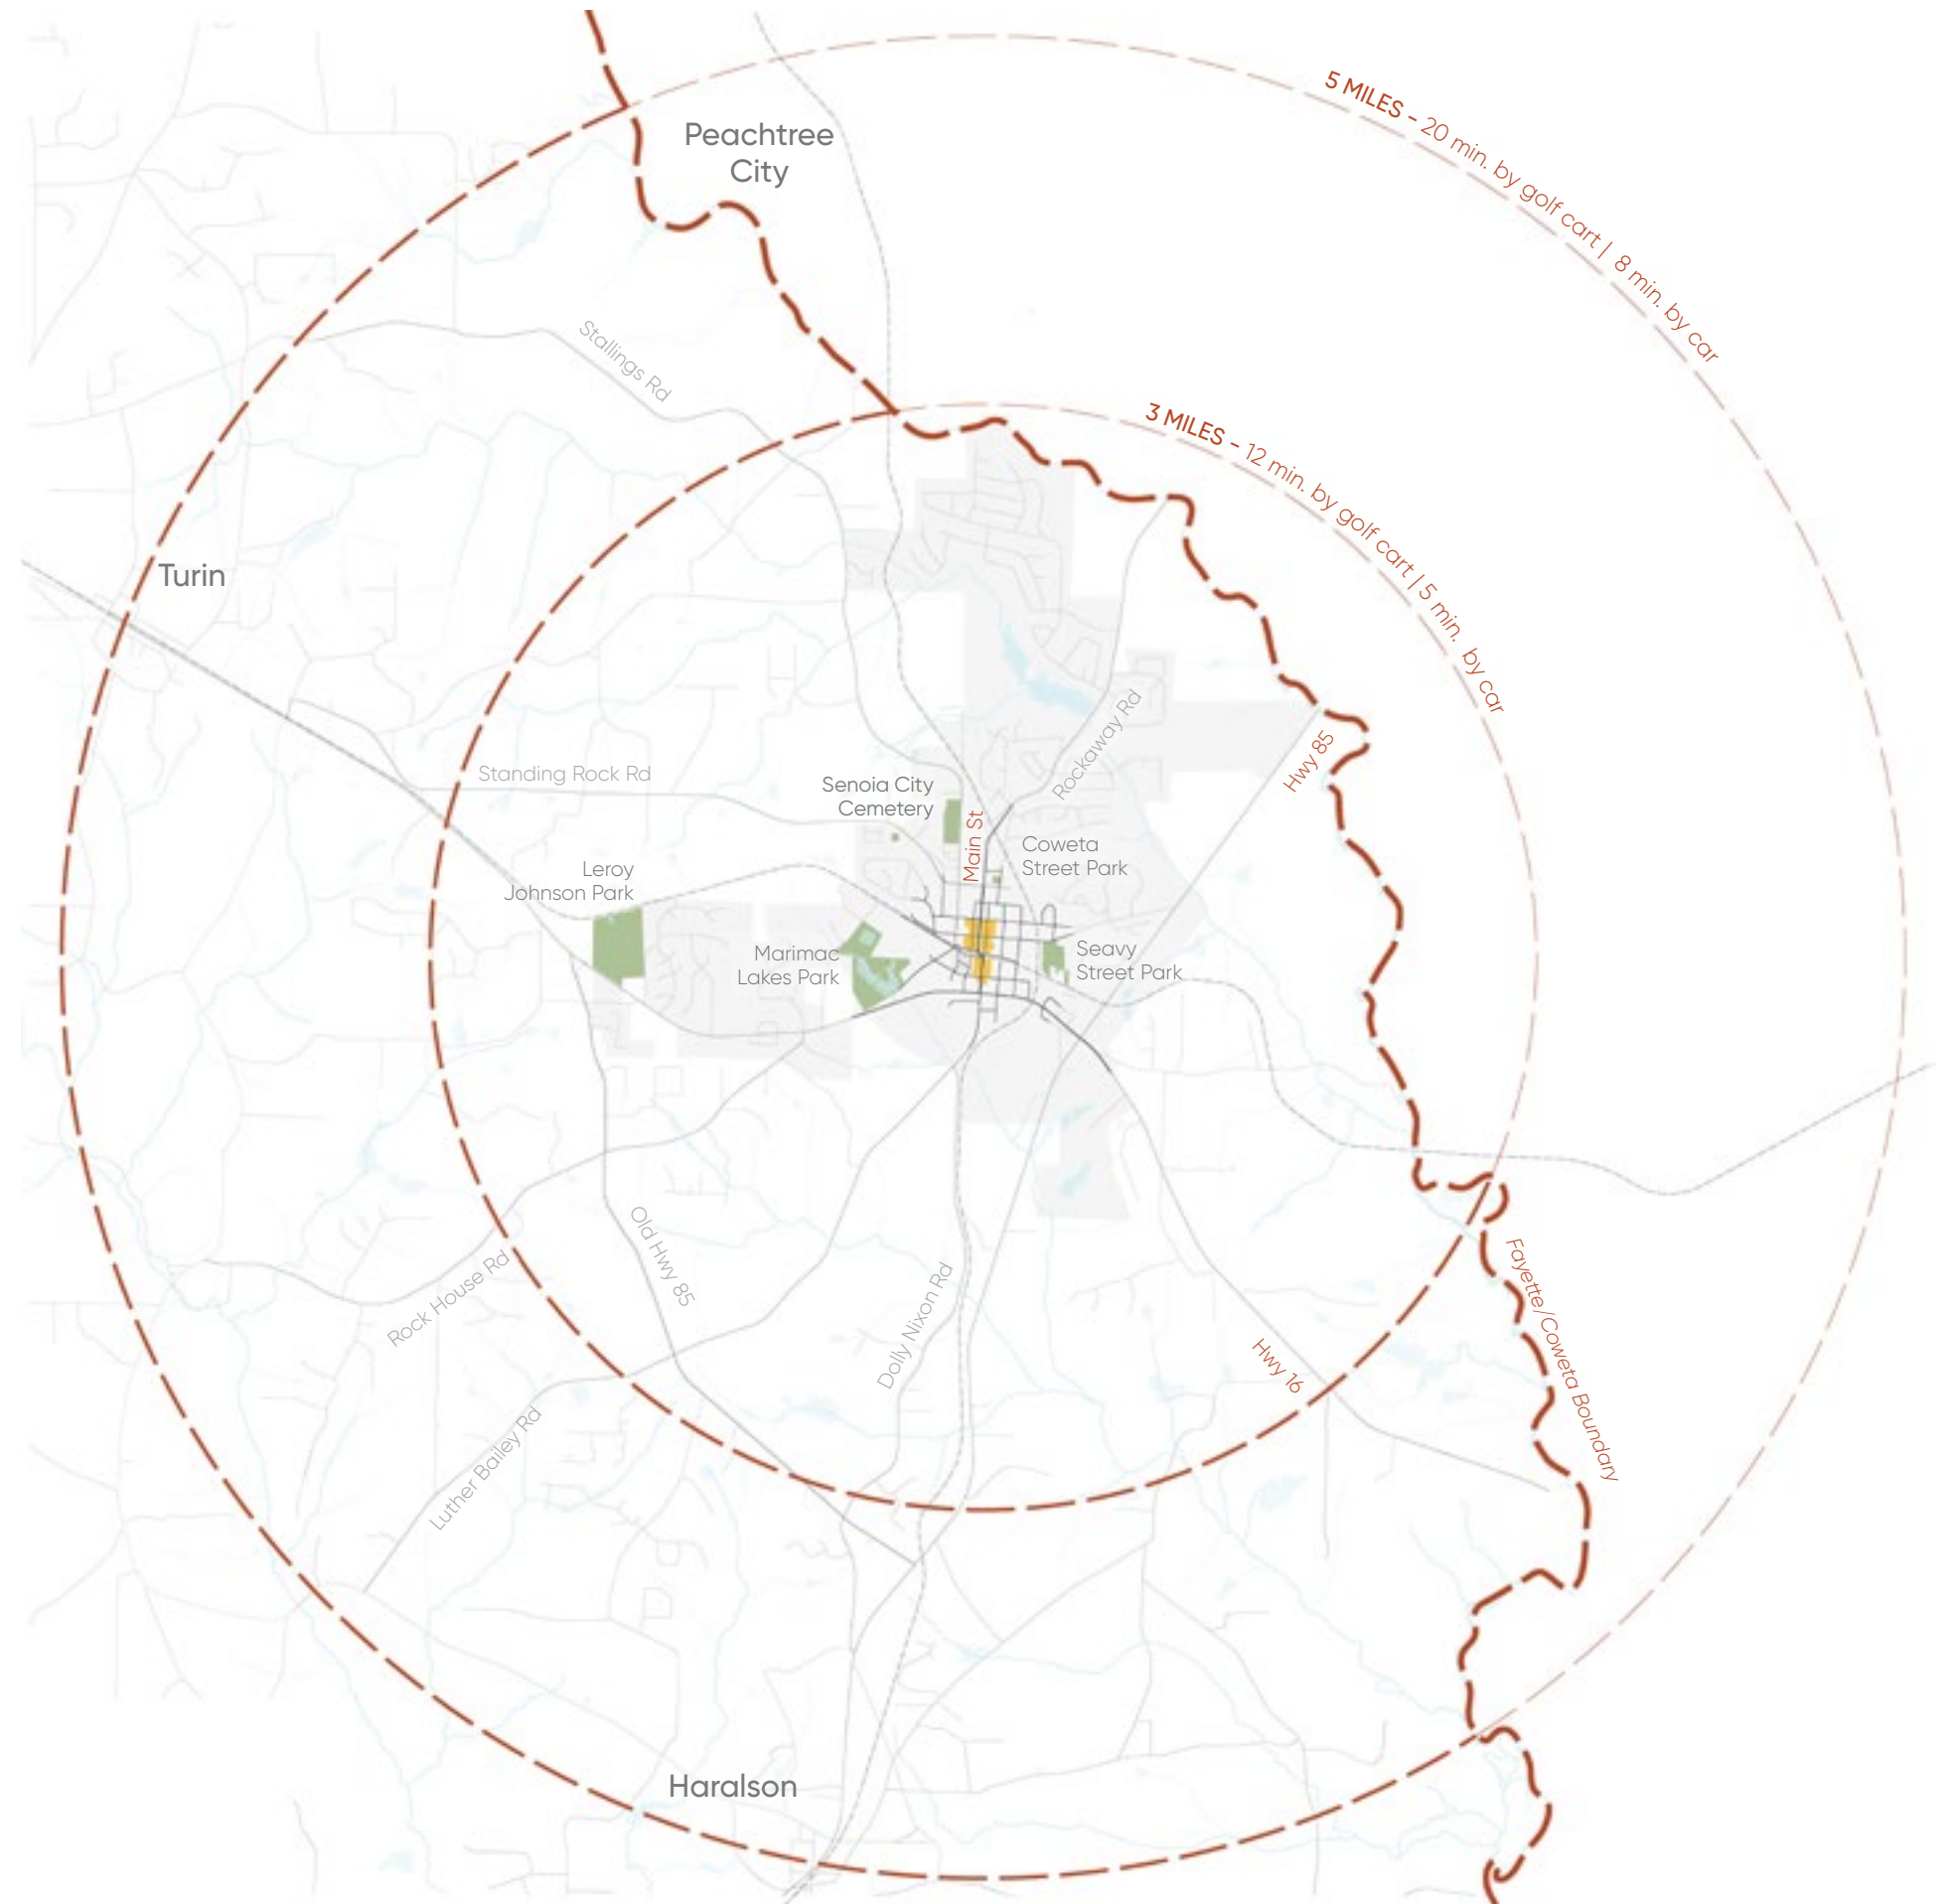 5 MILES - 20 min. by golf cart | 8 min. by car
Peachtree
City
Stallings Rd
3 MILES - 12 min. by golf cart | 5 min. by car
Turin
Rockaway Rd
Hwy 85
Standing Rock Rd
Senoia City
Cemetery
Main St
Coweta
Street Park
Leroy
Johnson Park
Marimac
Lakes Park
Seavy
Street Park
Old Hwy 85
Rock House Rd
Dolly Nixon Rd
Fayette/Coweta Boundary
Hwy 16
Luther Bailey Rd
Haralson